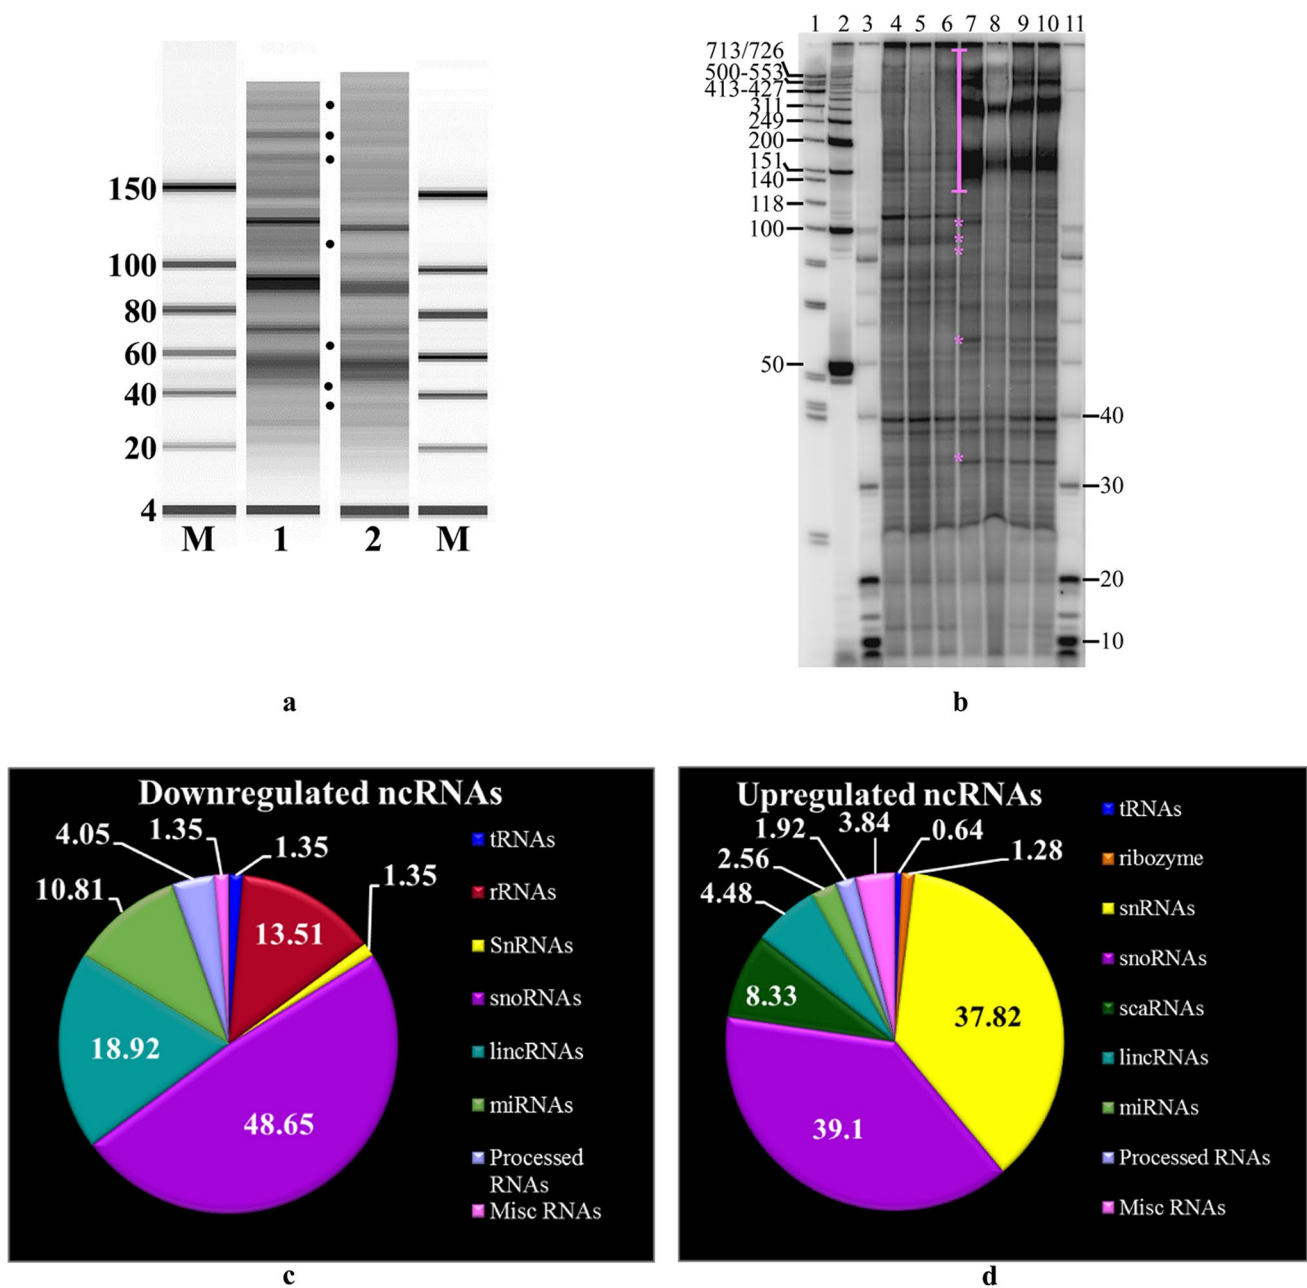 150
100
80
60
40
20
4
M 1 2 M
a
1 2 3 4 5 6 7 8 9 10 11
713/726
500-553
413-427
311
249
200
151
140
118
100
50
40
30
20
10
*
*
*
*
*
b
Downregulated ncRNAs
4.05
1.35
1.35
1.35
10.81
13.51
18.92
48.65
tRNAs
rRNAs
SnRNAs
snoRNAs
lincRNAs
miRNAs
Processed
RNAs
Misc RNAs
c
Upregulated ncRNAs
1.92
3.84
0.64
2.56
1.28
4.48
8.33
37.82
39.1
tRNAs
ribozyme
snRNAs
snoRNAs
scaRNAs
lincRNAs
miRNAs
Processed RNAs
Misc RNAs
d